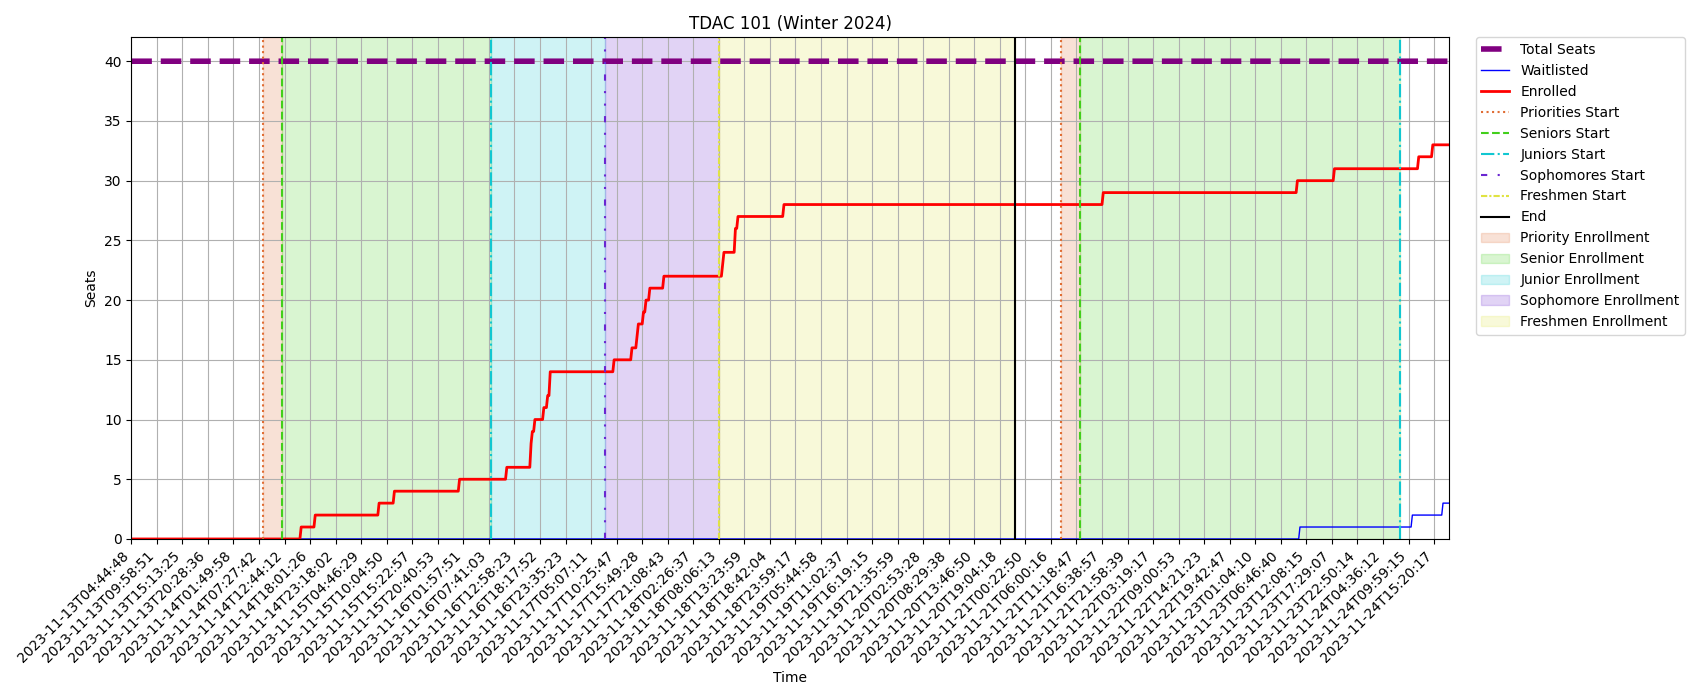 TDAC 101 (Winter 2024)
Seats
40
35
30
25
20
15
10
5
0
2023-11-13T04:44:48
2023-11-13T09:58:51
2023-11-13T15:13:25
2023-11-13T20:28:36
2023-11-14T01:49:58
2023-11-14T07:27:42
2023-11-14T12:44:12
2023-11-14T18:01:26
2023-11-14T23:18:02
2023-11-15T04:46:29
2023-11-15T10:04:50
2023-11-15T15:22:57
2023-11-15T20:40:53
2023-11-16T01:57:51
2023-11-16T07:41:03
2023-11-16T12:58:23
2023-11-16T18:17:52
2023-11-16T23:35:23
2023-11-17T05:07:11
2023-11-17T10:25:47
2023-11-17T15:49:28
2023-11-17T21:08:43
2023-11-18T02:26:37
2023-11-18T08:06:13
2023-11-18T13:23:59
2023-11-18T18:42:04
2023-11-18T23:59:17
2023-11-19T05:44:58
2023-11-19T11:02:37
2023-11-19T16:19:15
2023-11-19T21:35:59
2023-11-20T02:53:28
2023-11-20T08:29:38
2023-11-20T13:46:50
2023-11-20T19:04:18
2023-11-21T00:22:50
2023-11-21T06:00:16
2023-11-21T11:18:47
2023-11-21T16:38:57
2023-11-21T21:58:39
2023-11-22T03:19:17
2023-11-22T09:00:53
2023-11-22T14:21:23
2023-11-22T19:42:47
2023-11-23T01:04:10
2023-11-23T06:46:40
2023-11-23T12:08:15
2023-11-23T17:29:07
2023-11-23T22:50:14
2023-11-24T04:36:12
2023-11-24T09:59:15
2023-11-24T15:20:17
Time
Total Seats
Waitlisted
Enrolled
Priorities Start
Seniors Start
Juniors Start
Sophomores Start
Freshmen Start
End
Priority Enrollment
Senior Enrollment
Junior Enrollment
Sophomore Enrollment
Freshmen Enrollment